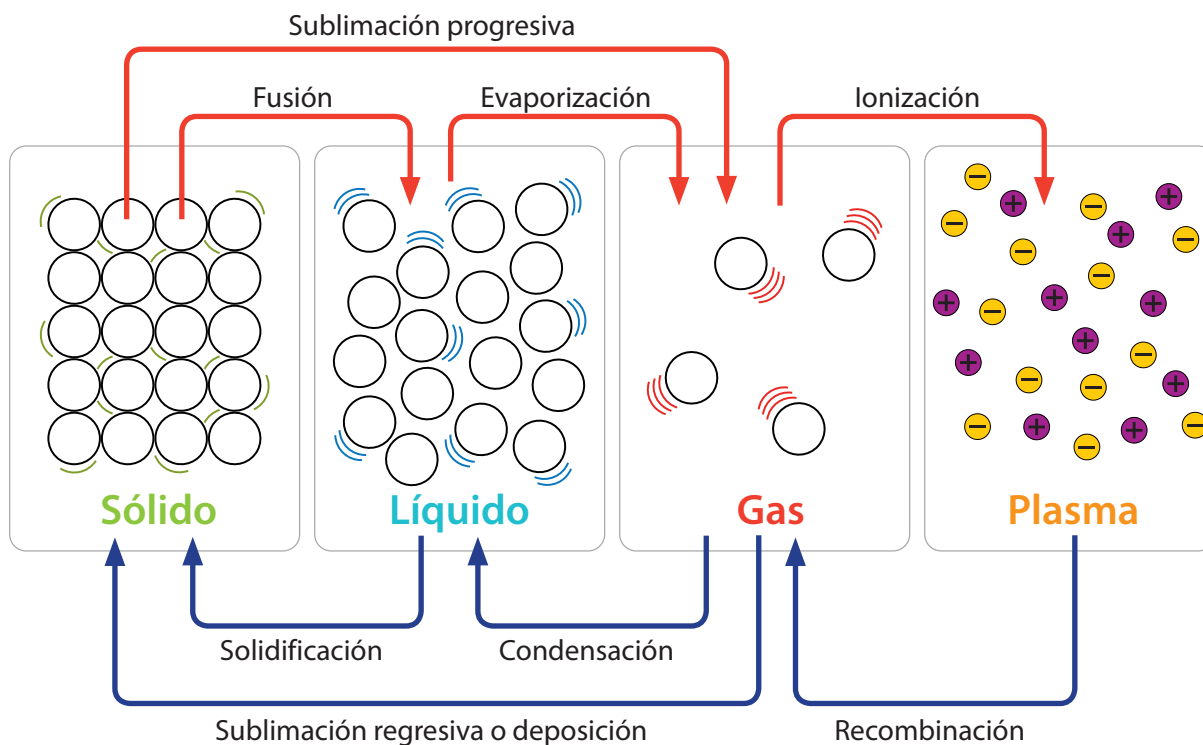 Sublimación progresiva
Fusión
Evaporización
Ionización
Sólido
Líquido
Gas
Plasma
Solidificación
Condensación
Sublimación regresiva o deposición
Recombinación